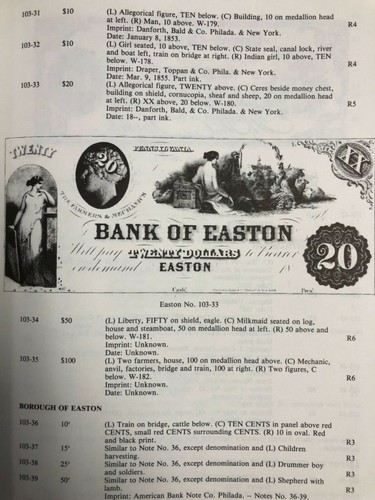 103-31 $10 (L) Allegorical figure, TEN below. (C) Building, 10 on medallion head
at left. (R) Man, 10 above. W-179. R4
Imprint: Danforth, Bald & Co. Philada. & New York.
Date: January 8, 1853.
103-32 $10 (L) Girl seated, 10 above, TEN below. (C) State seal, canal lock, river
and boat left, train on bridge at right. (R) Indian girl, 10 above, TEN
below. W-178. R4
Imprint: Draper, Toppan & Co. Phila. & New York.
Date: Mar. 9, 1855. Part ink.
103-33 $20 (L) Allegorical figure, TWENTY above. (C) Ceres beside money chest,
building on shield, cornucopia, sheaf and sheep, 20 on medallion head
at left. (R) XX above, 20 below. W-180. R5
Imprint: Danforth, Bald & Co. Philada. & New York.
Date: 18--, part ink.
TWENTY
20
PENNSYLVANIA.
XX
THE FARMERS & MECHANICS
BANK OF EASTON
Will pay TWENTY DOLLARS to Bearer
on demand EASTON 18
20
Cash. Pres.
Easton No. 103-33
103-34 $50 (L) Liberty, FIFTY on shield, eagle. (C) Milkmaid seated on log,
house and steamboat, 50 on medallion head at left. (R) 50 above and
below. W-181. R6
Imprint: Unknown.
Date: Unknown.
103-35 $100 (L) Two farmers, house, 100 on medallion head above. (C) Mechanic,
anvil, factories, bridge and train, 100 at right. (R) Two figures, C
below. W-182. R6
Imprint: Unknown.
Date: Unknown.
BOROUGH OF EASTON
103-36 10' (L) Train on bridge, cattle below. (C) TEN CENTS in panel above red
CENTS, small red CENTS surrounding CENTS. (R) 10 in oval. Red
and black print. R3
103-37 15' Similar to Note No. 36, except denomination and (L) Children
harvesting. R3
103-38 25' Similar to Note No. 36, except denomination and (L) Drummer boy
and soldiers. R3
103-39 50' Similar to Note No. 36, except denomination and (L) Shepherd with
lamb. R3
Imprint: American Bank Note Co. Philada. – Notes 36-39.